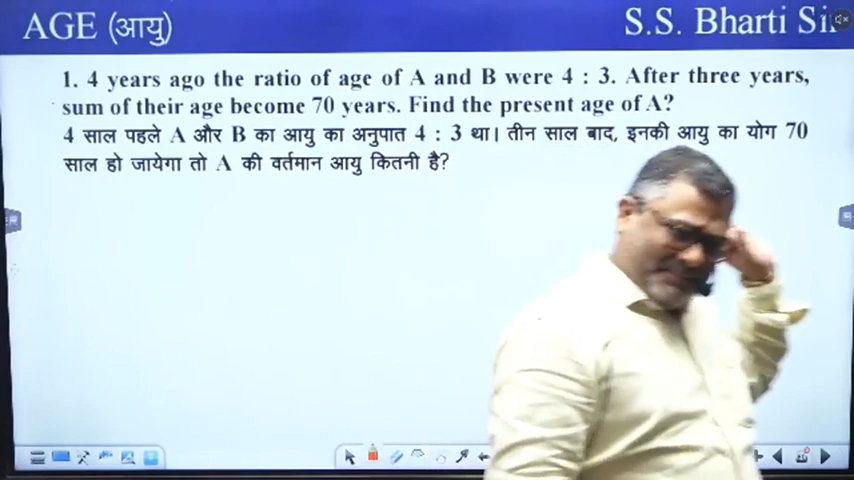 AGE (आयु)
S.S. Bharti Sir
1. 4 years ago the ratio of age of A and B were 4 : 3. After three years,
sum of their age become 70 years. Find the present age of A?
4 साल पहले A और B का आयु का अनुपात 4 : 3 था। तीन साल बाद, इनकी आयु का योग 70
साल हो जायेगा तो A की वर्तमान आयु कितनी है?